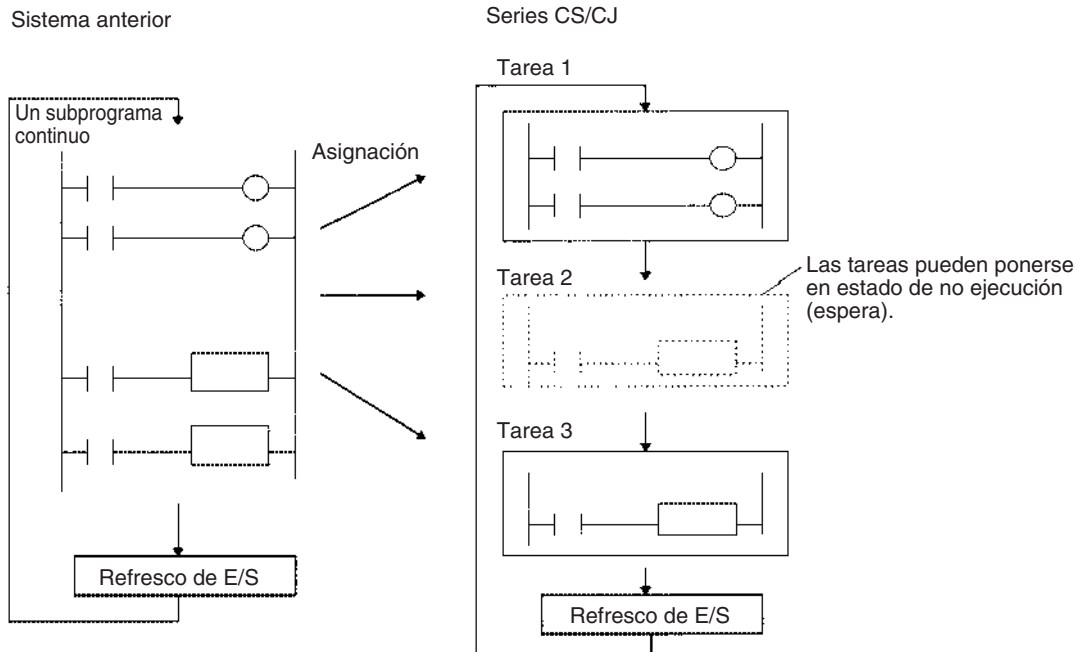 Sistema anterior
Series CS/CJ
Un subprograma
continuo
Asignación
Refresco de E/S
Tarea 1
Tarea 2
Las tareas pueden ponerse
en estado de no ejecución
(espera).
Tarea 3
Refresco de E/S